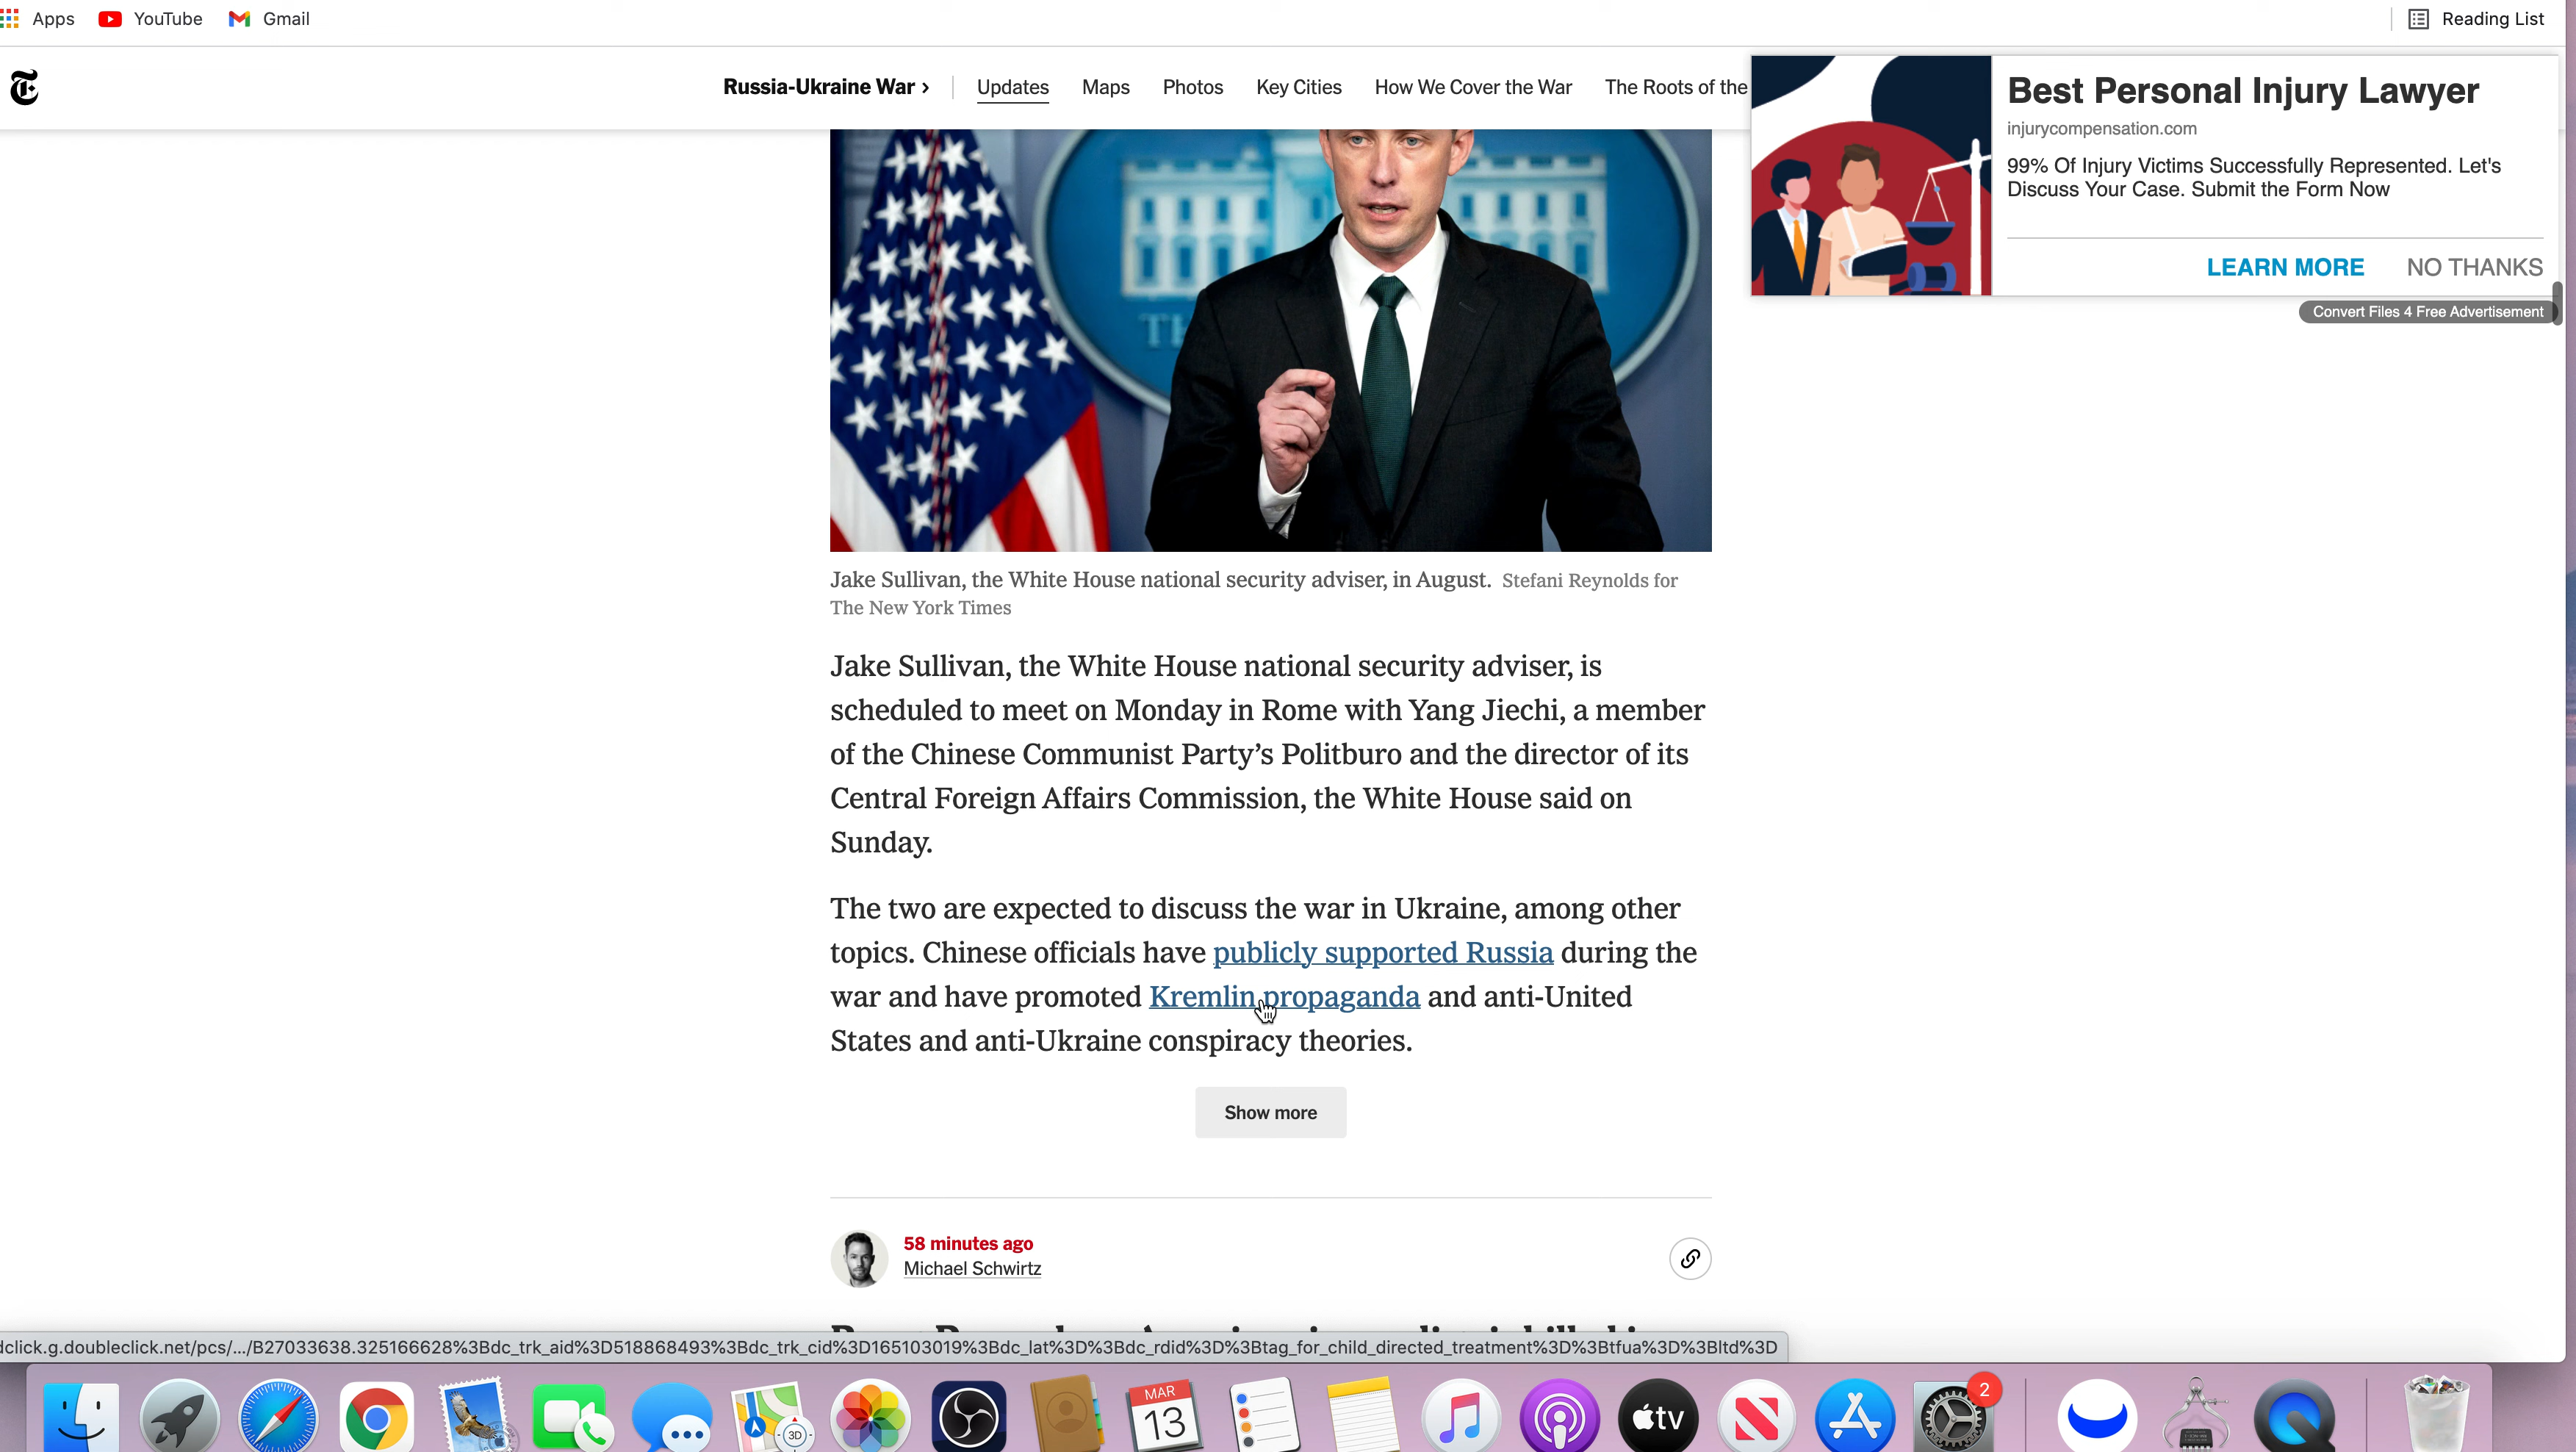 Apps YouTube Gmail Reading List
Russia-Ukraine War › Updates Maps Photos Key Cities How We Cover the War The Roots of the
Best Personal Injury Lawyer
injurycompensation.com
99% Of Injury Victims Successfully Represented. Let's
Discuss Your Case. Submit the Form Now
LEARN MORE NO THANKS
Convert Files 4 Free Advertisement
Jake Sullivan, the White House national security adviser, in August. Stefani Reynolds for
The New York Times
Jake Sullivan, the White House national security adviser, is
scheduled to meet on Monday in Rome with Yang Jiechi, a member
of the Chinese Communist Party’s Politburo and the director of its
Central Foreign Affairs Commission, the White House said on
Sunday.
The two are expected to discuss the war in Ukraine, among other
topics. Chinese officials have publicly supported Russia during the
war and have promoted Kremlin propaganda and anti-United
States and anti-Ukraine conspiracy theories.
Show more
58 minutes ago
Michael Schwirtz
dclick.g.doubleclick.net/pcs/.../B27033638.325166628%3Bdc_trk_aid%3D518868493%3Bdc_trk_cid%3D165103019%3Bdc_lat%3D%3Bdc_rdid%3D%3Btag_for_child_directed_treatment%3D%3Btfua%3D%3Bltd%3D
3D
MAR
13
tv
2